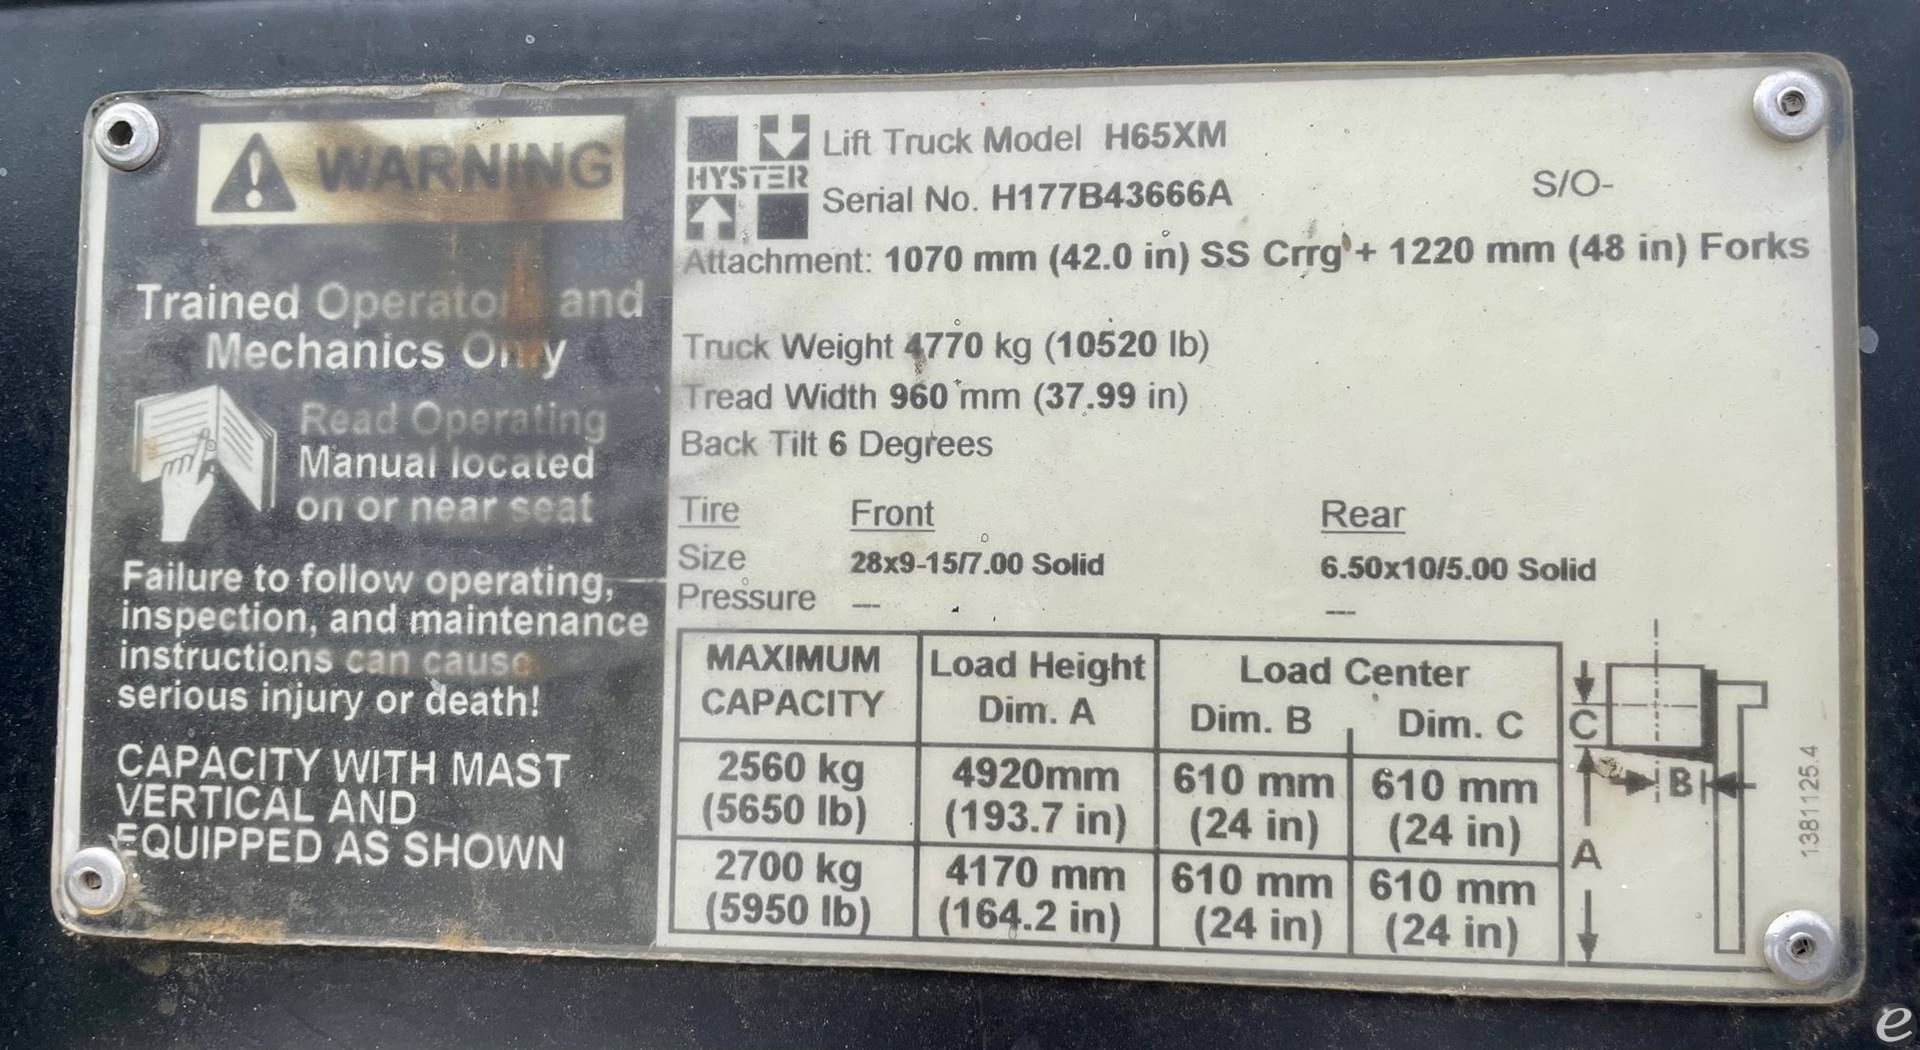 WARNING
Trained Operators and
Mechanics Only
Read Operating
Manual located
on or near seat
Failure to follow operating,
inspection, and maintenance
instructions can cause
serious injury or death!
CAPACITY WITH MAST
VERTICAL AND
EQUIPPED AS SHOWN
HYSTER
Lift Truck Model H65XM
Serial No. H177B43666A
S/O-
Attachment: 1070 mm (42.0 in) SS Crrg + 1220 mm (48 in) Forks
Truck Weight 4770 kg (10520 lb)
Tread Width 960 mm (37.99 in)
Back Tilt 6 Degrees
Tire Front Rear
Size 28x9-15/7.00 Solid 6.50x10/5.00 Solid
Pressure --- ---
MAXIMUM CAPACITY Load Height Dim. A Load Center Dim. B Dim. C
2560 kg (5650 lb) 4920mm (193.7 in) 610 mm (24 in) 610 mm (24 in)
2700 kg (5950 lb) 4170 mm (164.2 in) 610 mm (24 in) 610 mm (24 in)
C
B
A
1381125.4
e